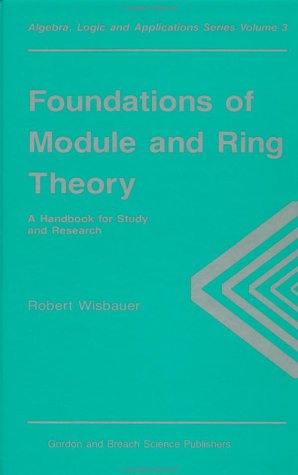 Algebra, Logic and Applications Series Volume 3
Foundations of
Module and Ring
Theory
A Handbook for Study
and Research
Robert Wisbauer
Gordon and Breach Science Publishers